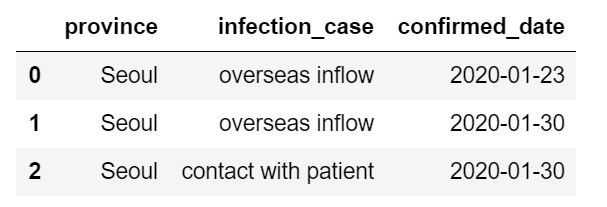 province infection_case confirmed_date
0 Seoul overseas inflow 2020-01-23
1 Seoul overseas inflow 2020-01-30
2 Seoul contact with patient 2020-01-30